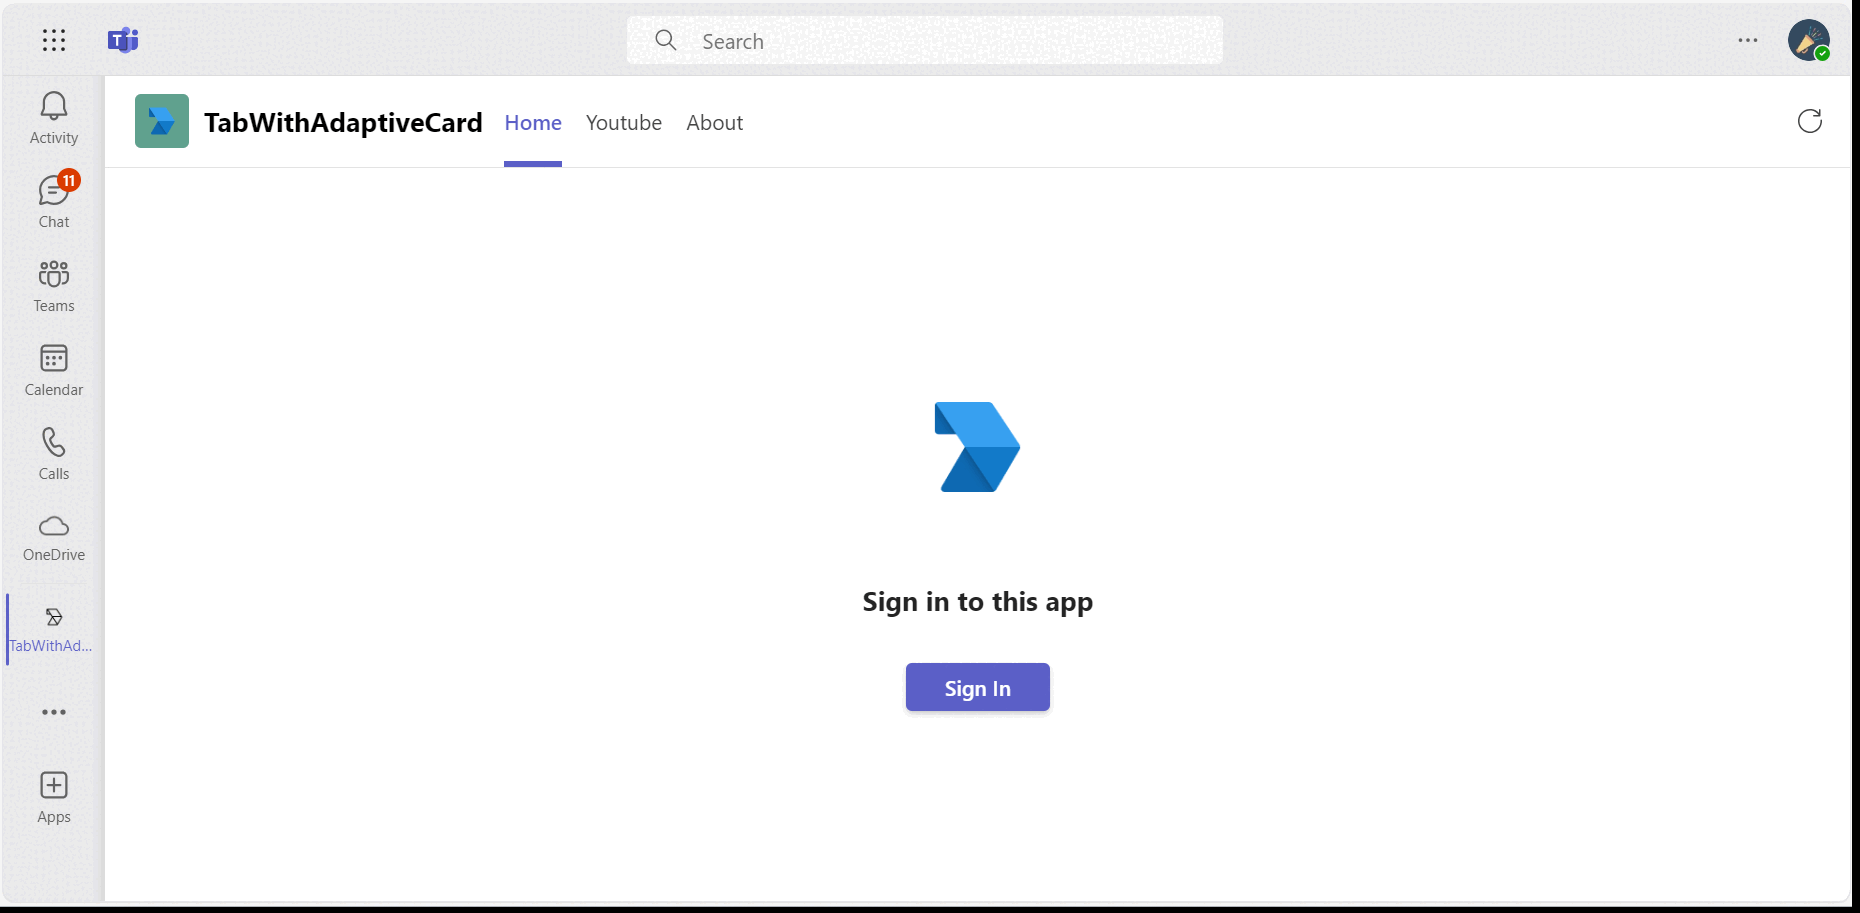 T
Search
Activity
11
Chat
Teams
Calendar
Calls
OneDrive
TabWithAd...
Apps
TabWithAdaptiveCard
Home
Youtube
About
Sign in to this app
Sign In